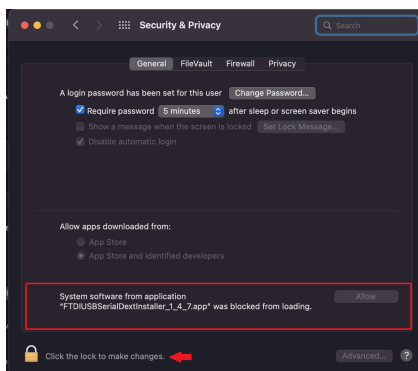 Security & Privacy
Search
General FileVault Firewall Privacy
A login password has been set for this user Change Password...
Require password 5 minutes after sleep or screen saver begins
Show a message when the screen is locked Set Lock Message...
Disable automatic login
Allow apps downloaded from:
App Store
App Store and identified developers
System software from application Allow
"FTDIUSBSerialDextInstaller_1_4_7.app" was blocked from loading.
Click the lock to make changes.
Advanced... ?